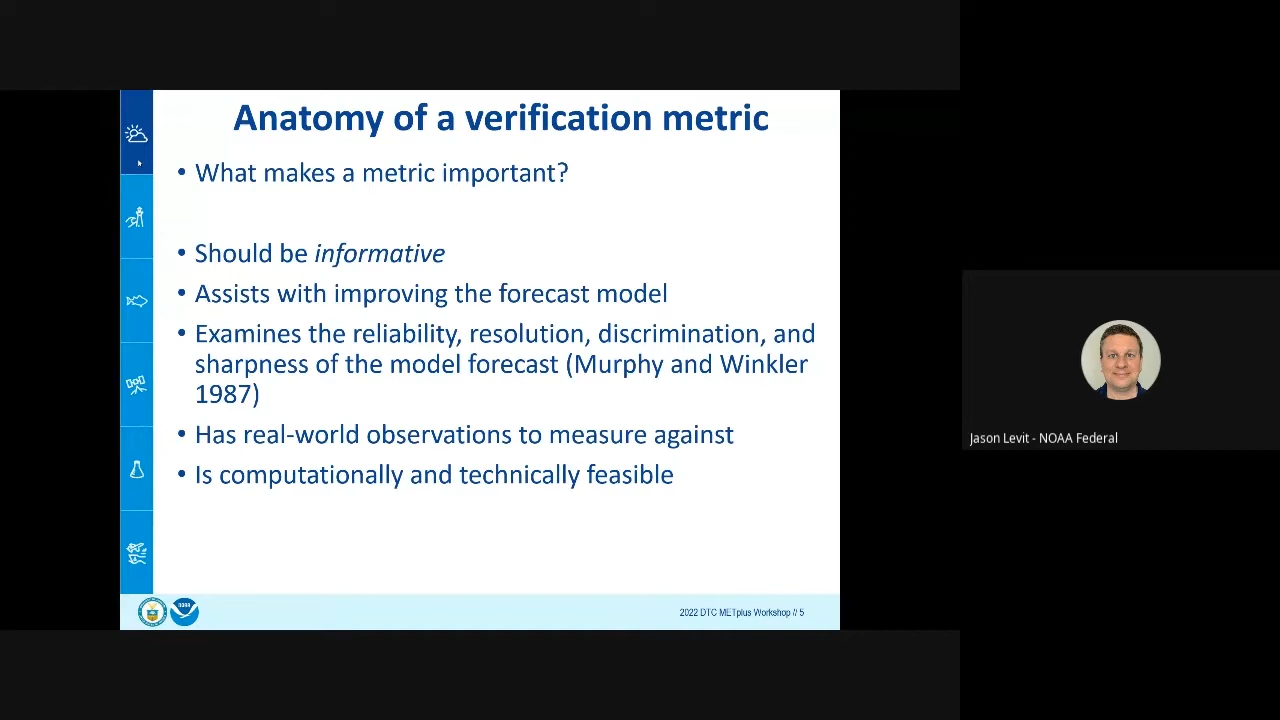 Anatomy of a verification metric
• What makes a metric important?
• Should be informative
• Assists with improving the forecast model
• Examines the reliability, resolution, discrimination, and
sharpness of the model forecast (Murphy and Winkler
1987)
• Has real-world observations to measure against
• Is computationally and technically feasible
NOAA
2022 DTC METplus Workshop // 5
Jason Levit - NOAA Federal